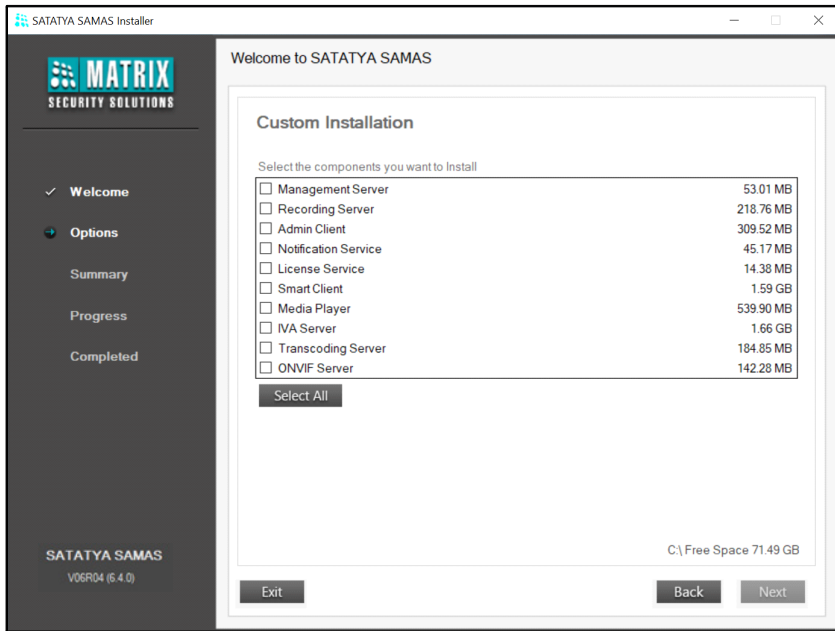 SATATYA SAMAS Installer
MATRIX
SECURITY SOLUTIONS
Welcome
Options
Summary
Progress
Completed
SATATYA SAMAS
V06R04 (6.4.0)
Welcome to SATATYA SAMAS
Custom Installation
Select the components you want to Install
Management Server 53.01 MB
Recording Server 218.76 MB
Admin Client 309.52 MB
Notification Service 45.17 MB
License Service 14.38 MB
Smart Client 1.59 GB
Media Player 539.90 MB
IVA Server 1.66 GB
Transcoding Server 184.85 MB
ONVIF Server 142.28 MB
Select All
C:\ Free Space 71.49 GB
Exit Back Next